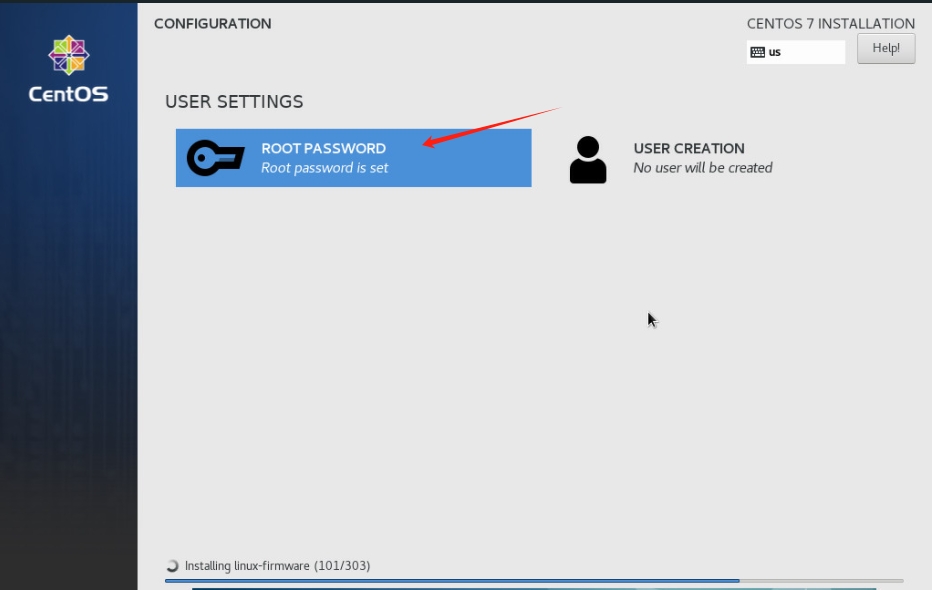 CONFIGURATION
CENTOS 7 INSTALLATION
us
Help!
CentOS
USER SETTINGS
ROOT PASSWORD
Root password is set
USER CREATION
No user will be created
Installing linux-firmware (101/303)